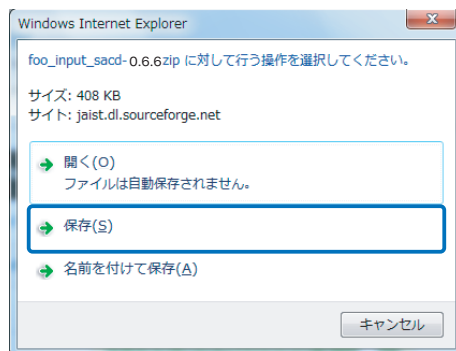 Windows Internet Explorer
foo_input_sacd-0.6.6zip に対して行う操作を選択してください。
サイズ: 408 KB
サイト: jaist.dl.sourceforge.net
開く(O)
ファイルは自動保存されません。
保存(S)
名前を付けて保存(A)
キャンセル